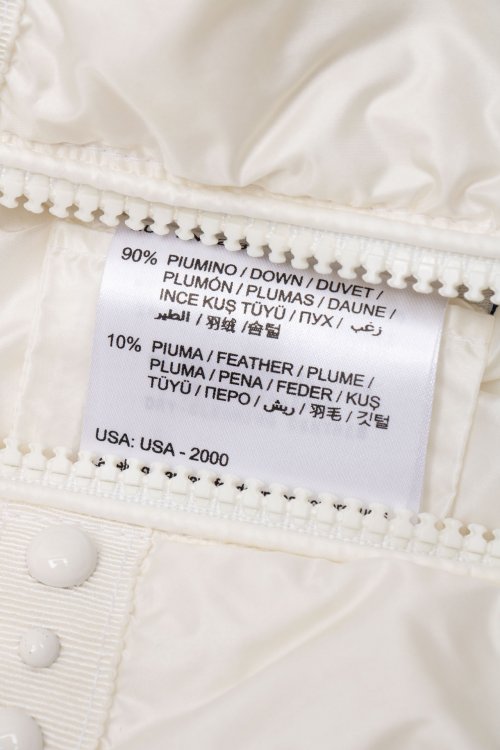 90% PIUMINO / DOWN / DUVET /
PLUMÓN / PLUMAS / DAUNE /
INCE KUŞ TÜYÜ / ПУХ / زغب /
الطير / 羽绒 / 솜털
10% PIUMA / FEATHER / PLUME /
PLUMA / PENA / FEDER / KUŞ
TÜYÜ / ПЕРО / ريش / 羽毛 / 깃털
USA: USA - 2000